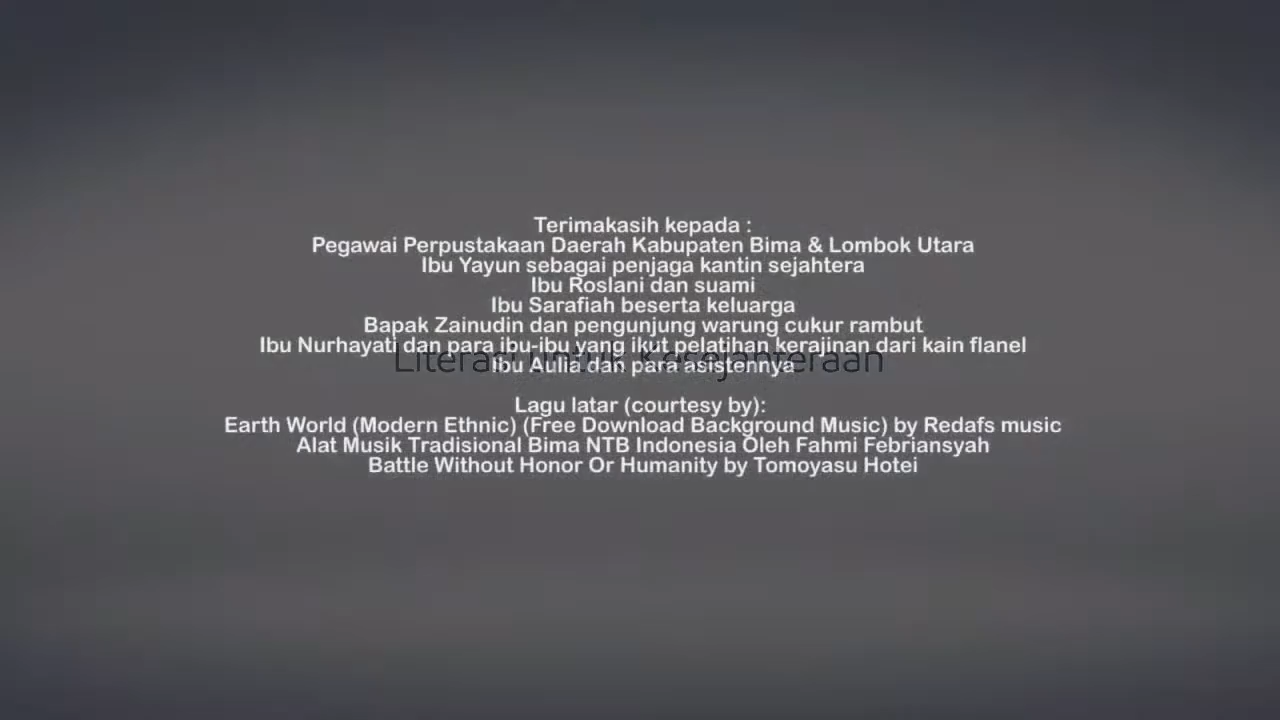 Terimakasih kepada :
Pegawai Perpustakaan Daerah Kabupaten Bima & Lombok Utara
Ibu Yayun sebagai penjaga kantin sejahtera
Ibu Roslani dan suami
Ibu Sarafiah beserta keluarga
Bapak Zainudin dan pengunjung warung cukur rambut
Ibu Nurhayati dan para ibu-ibu yang ikut pelatihan kerajinan dari kain flanel
Literasi untuk Kesejahteraan
Ibu Aulia dan para asistennya
Lagu latar (courtesy by):
Earth World (Modern Ethnic) (Free Download Background Music) by Redafs music
Alat Musik Tradisional Bima NTB Indonesia Oleh Fahmi Febriansyah
Battle Without Honor Or Humanity by Tomoyasu Hotei